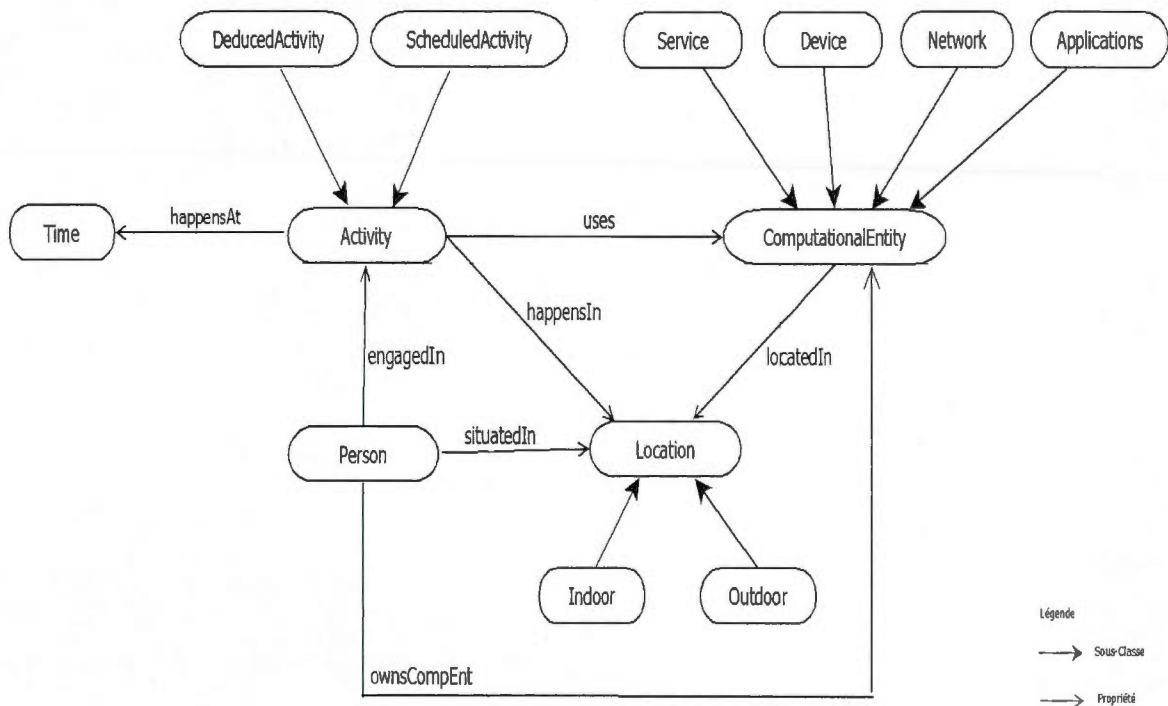 DeducedActivity
ScheduledActivity
Service
Device
Network
Applications
Time
happensAt
Activity
uses
ComputationalEntity
happensIn
engagedIn
locatedIn
Person
situatedIn
Location
Indoor
Outdoor
ownsCompEnt
Légende
Sous-Classe
Propriété